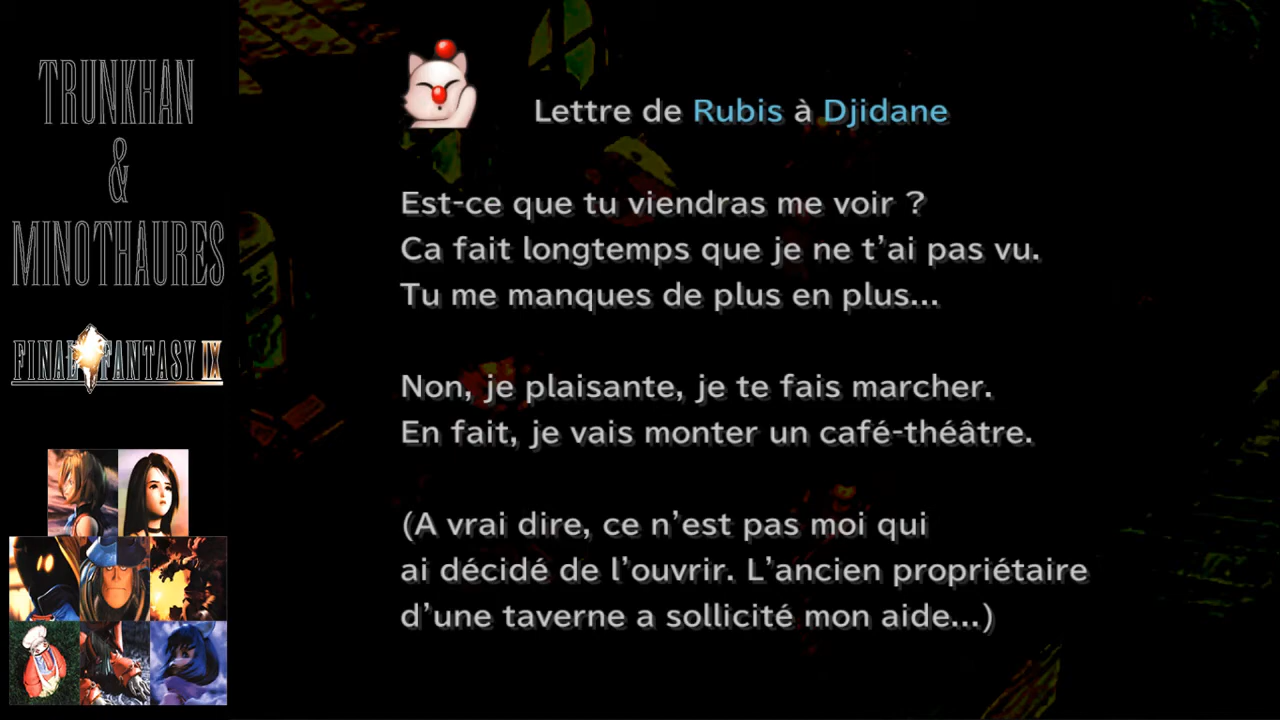 TRUNKHAN
&
MINOTHAURES
FINAL FANTASY IX
Lettre de Rubis à Djidane
Est-ce que tu viendras me voir ?
Ca fait longtemps que je ne t'ai pas vu.
Tu me manques de plus en plus...
Non, je plaisante, je te fais marcher.
En fait, je vais monter un café-théâtre.
(A vrai dire, ce n'est pas moi qui
ai décidé de l'ouvrir. L'ancien propriétaire
d'une taverne a sollicité mon aide...)